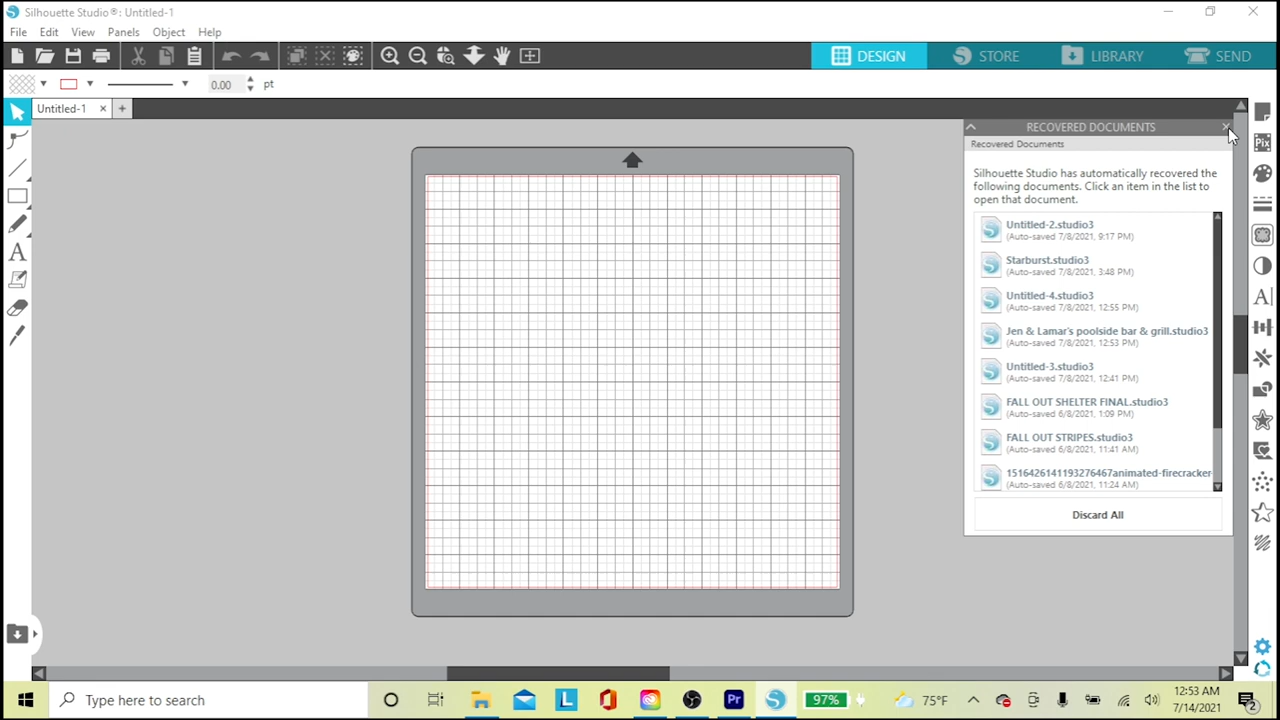 Silhouette Studio® : Untitled-1
File Edit View Panels Object Help
DESIGN STORE LIBRARY SEND
0.00 pt
Untitled-1
RECOVERED DOCUMENTS
Recovered Documents
Silhouette Studio has automatically recovered the
following documents. Click an item in the list to
open that document.
Untitled-2.studio3
(Auto-saved 7/8/2021, 9:17 PM)
Starburst.studio3
(Auto-saved 7/8/2021, 3:48 PM)
Untitled-4.studio3
(Auto-saved 7/8/2021, 12:55 PM)
Jen & Lamar's poolside bar & grill.studio3
(Auto-saved 7/8/2021, 12:53 PM)
Untitled-3.studio3
(Auto-saved 7/8/2021, 12:41 PM)
FALL OUT SHELTER FINAL.studio3
(Auto-saved 6/8/2021, 1:09 PM)
FALL OUT STRIPES.studio3
(Auto-saved 6/8/2021, 11:41 AM)
1516426141193276467animated-firecracker
(Auto-saved 6/8/2021, 11:24 AM)
Discard All
Type here to search
97%
75°F
12:53 AM
7/14/2021
2